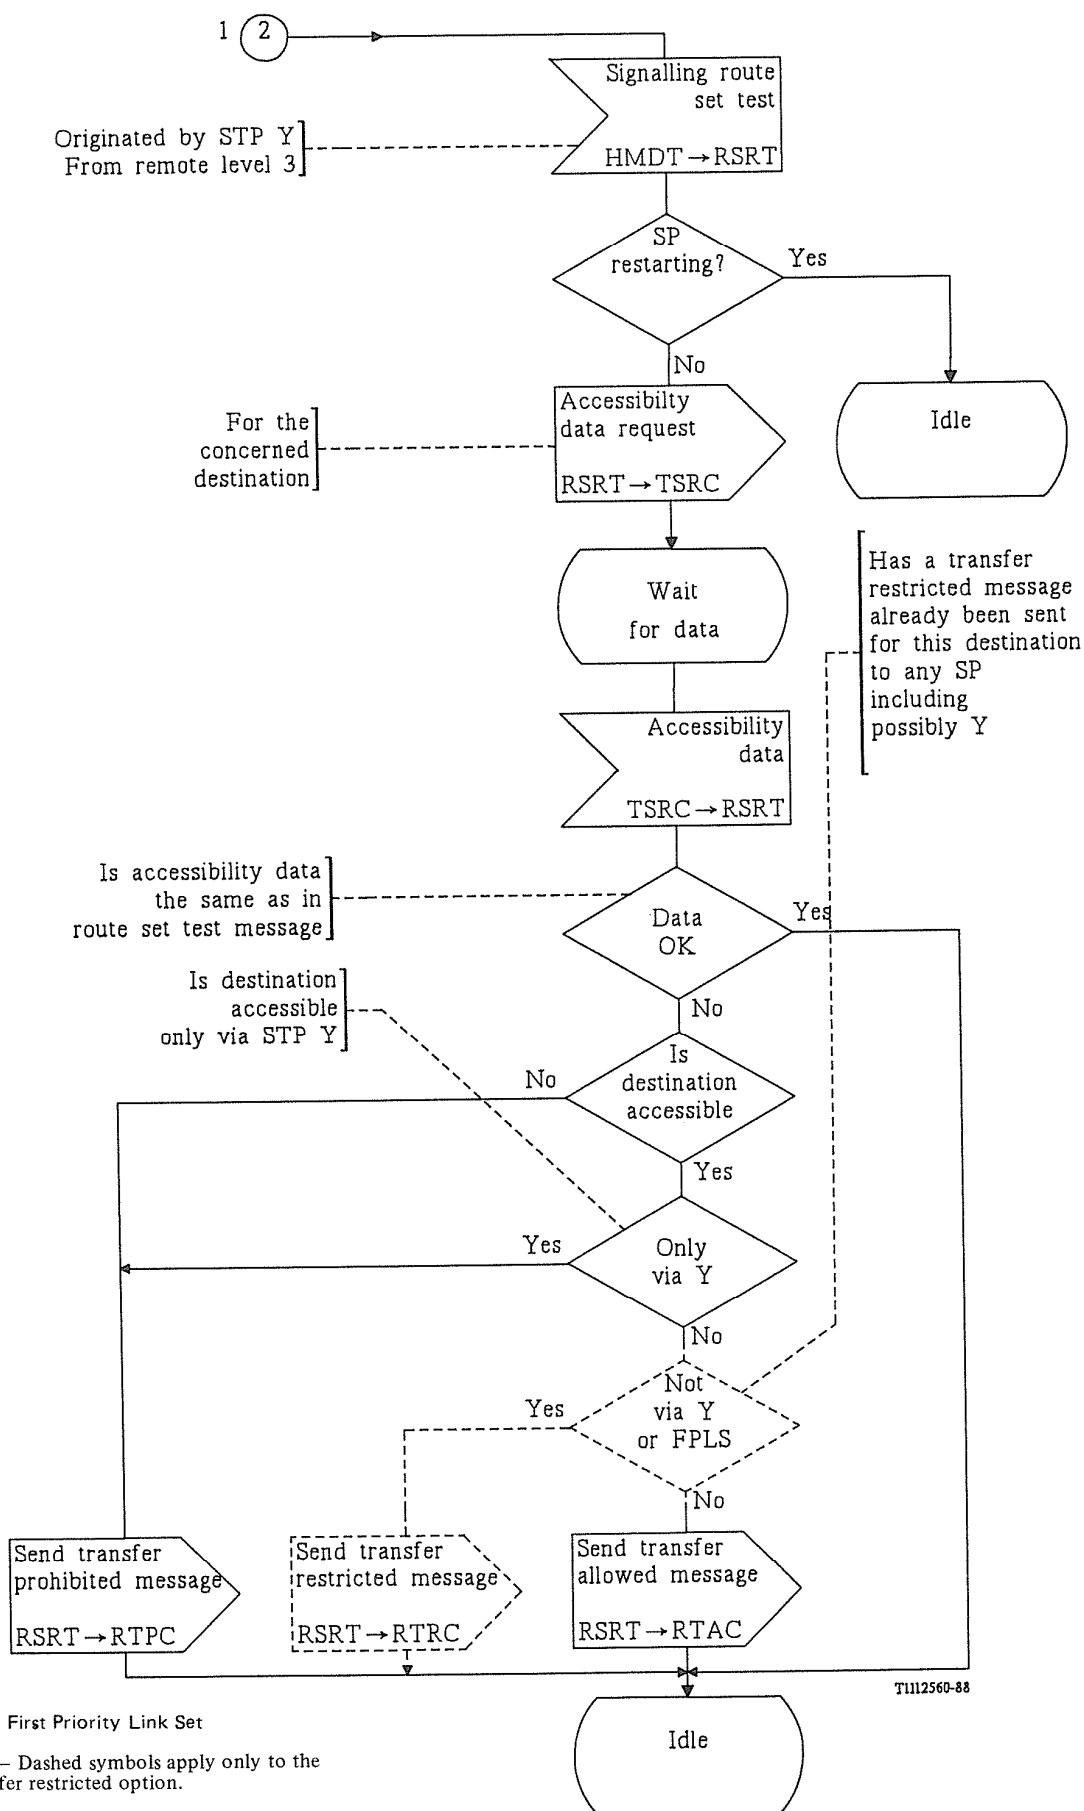 1 2
Signalling route
set test
HMDT → RSRT
Originated by STP Y
From remote level 3
SP
restarting?
Yes
No
Idle
Accessibilty
data request
RSRT → TSRC
For the
concerned
destination
Wait
for data
Has a transfer
restricted message
already been sent
for this destination
to any SP
including
possibly Y
Accessibility
data
TSRC → RSRT
Is accessibility data
the same as in
route set test message
Data
OK
Yes
No
Is destination
accessible
only via STP Y
Is
destination
accessible
No
Yes
Only
via Y
Yes
No
Not
via Y
or FPLS
Yes
No
Send transfer
prohibited message
RSRT → RTPC
Send transfer
restricted message
RSRT → RTRC
Send transfer
allowed message
RSRT → RTAC
T1112560-88
Idle
First Priority Link Set
– Dashed symbols apply only to the
fer restricted option.